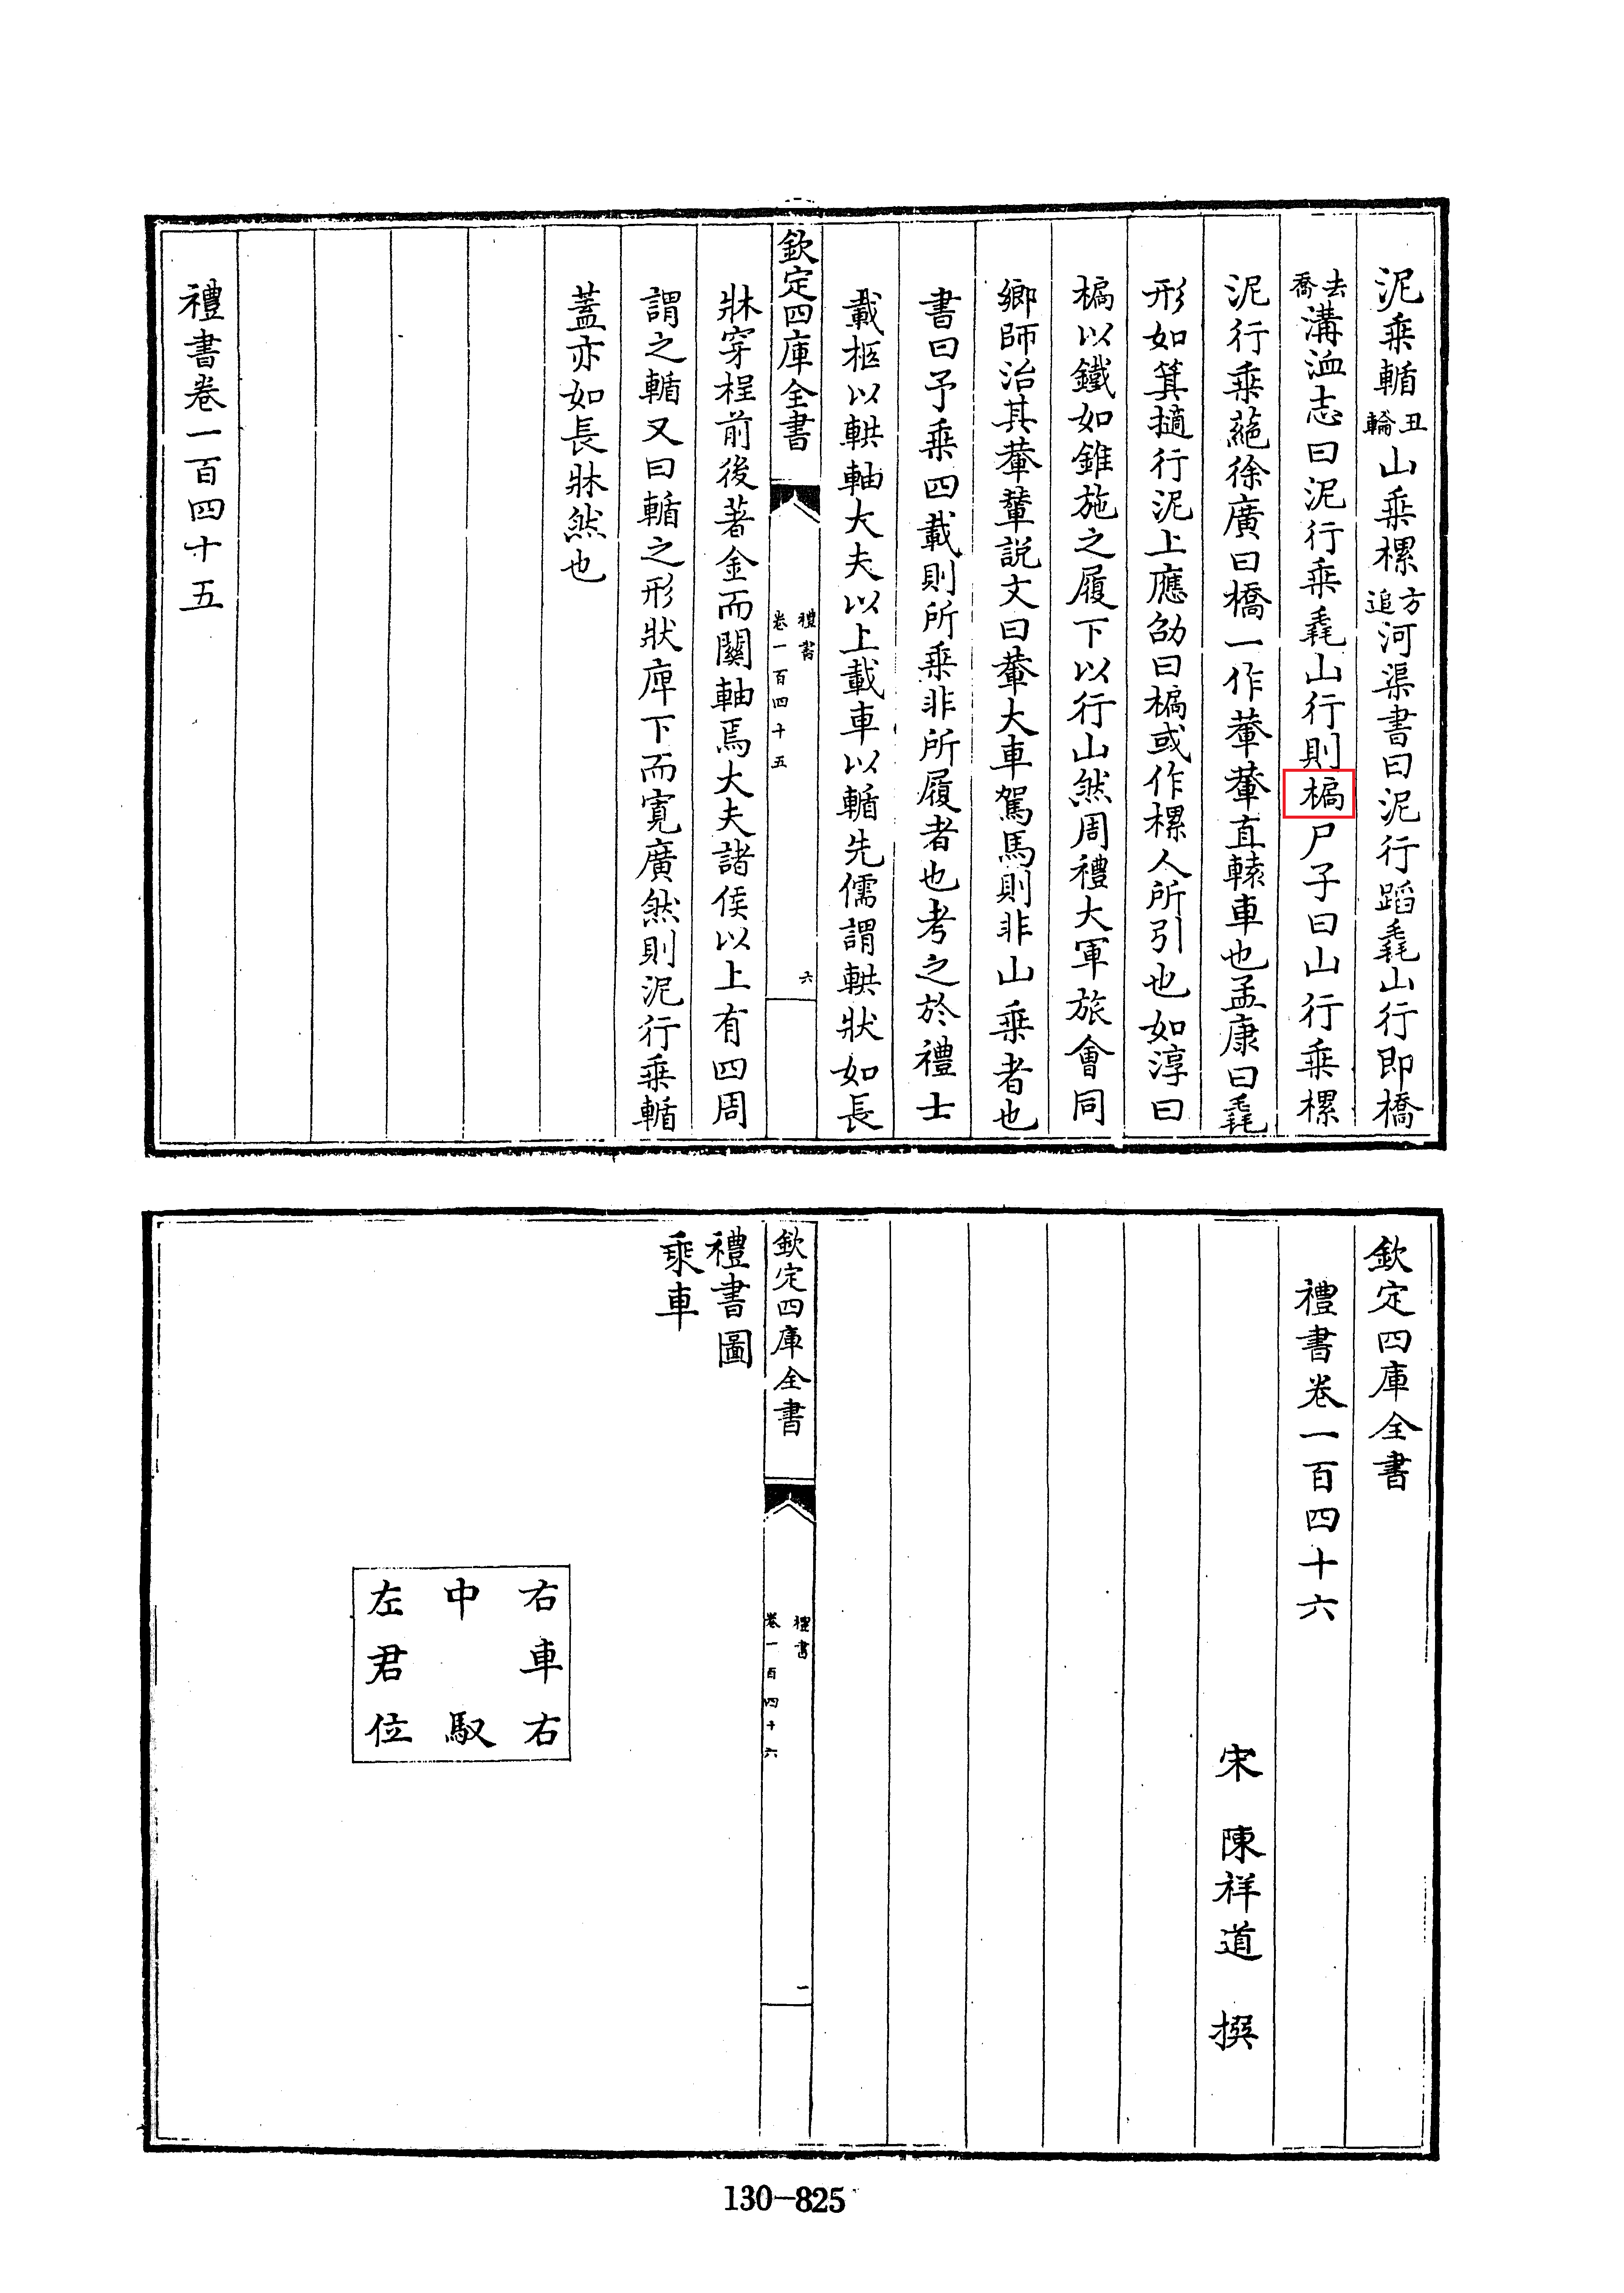 泥乗輴丑輪山乗樏方追河渠書曰泥行蹈毳山行即橋
去喬溝洫志曰泥行乗毳山行則梮尸子曰山行乗樏
泥行乗蕝徐廣曰橋一作輂輂直轅車也孟康曰毳
形如箕擿行泥上應劭曰梮或作樏人所引也如淳曰
梮以鐵如錐施之履下以行山然周禮大軍旅會同
鄉師治其輂輦説文曰輂大車駕馬則非山乗者也
書曰予乗四載則所乗非所履者也考之於禮士
載柩以輁軸大夫以上載車以輴先儒謂輁狀如長
欽定四庫全書
禮書
卷一百四十五
六
牀穿桯前後著金而關軸焉大夫諸侯以上有四周
謂之輴又曰輴之形狀庳下而寛廣然則泥行乗輴
蓋亦如長牀然也
禮書卷一百四十五
欽定四庫全書
禮書卷一百四十六
宋 陳祥道 撰
欽定四庫全書
禮書
卷一百四十六
一
禮書圖
乗車
右車右
中馭
左君位
130-825